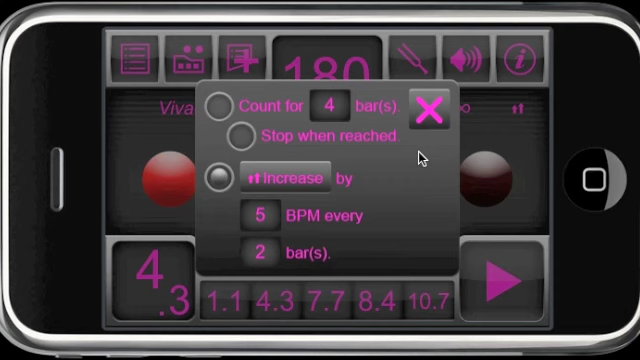 180
Viva
Count for 4 bar(s).
Stop when reached.
Increase by
5 BPM every
2 bar(s).
4.3
1.1 4.3 7.7 8.4 10.7